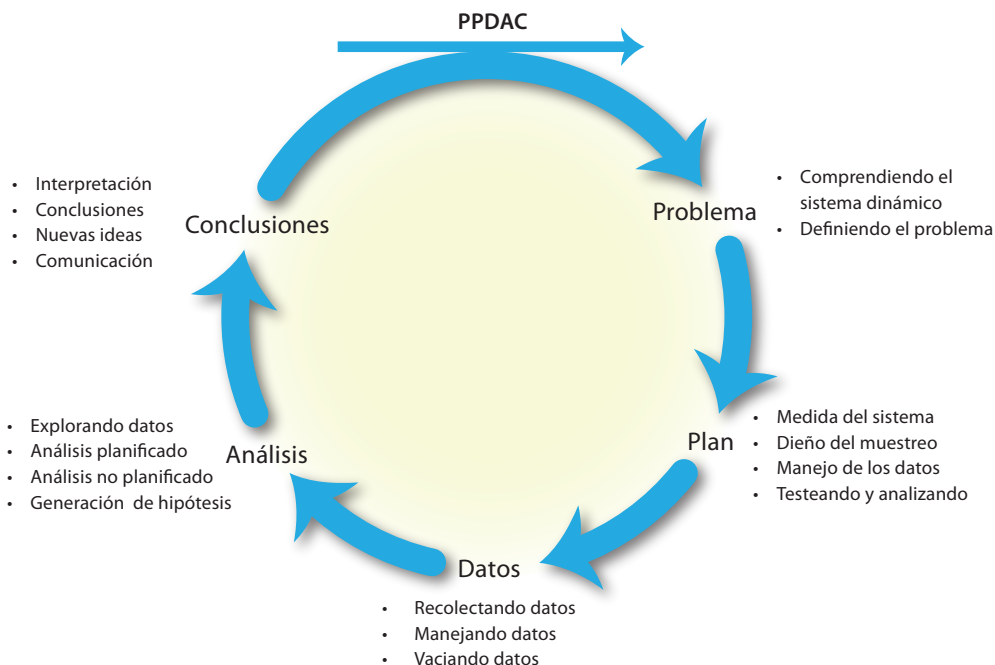 PPDAC
Problema
• Comprendiendo el
sistema dinámico
• Definiendo el problema
Plan
• Medida del sistema
• Dieño del muestreo
• Manejo de los datos
• Testeando y analizando
Datos
• Recolectando datos
• Manejando datos
• Vaciando datos
Análisis
• Explorando datos
• Análisis planificado
• Análisis no planificado
• Generación de hipótesis
Conclusiones
• Interpretación
• Conclusiones
• Nuevas ideas
• Comunicación